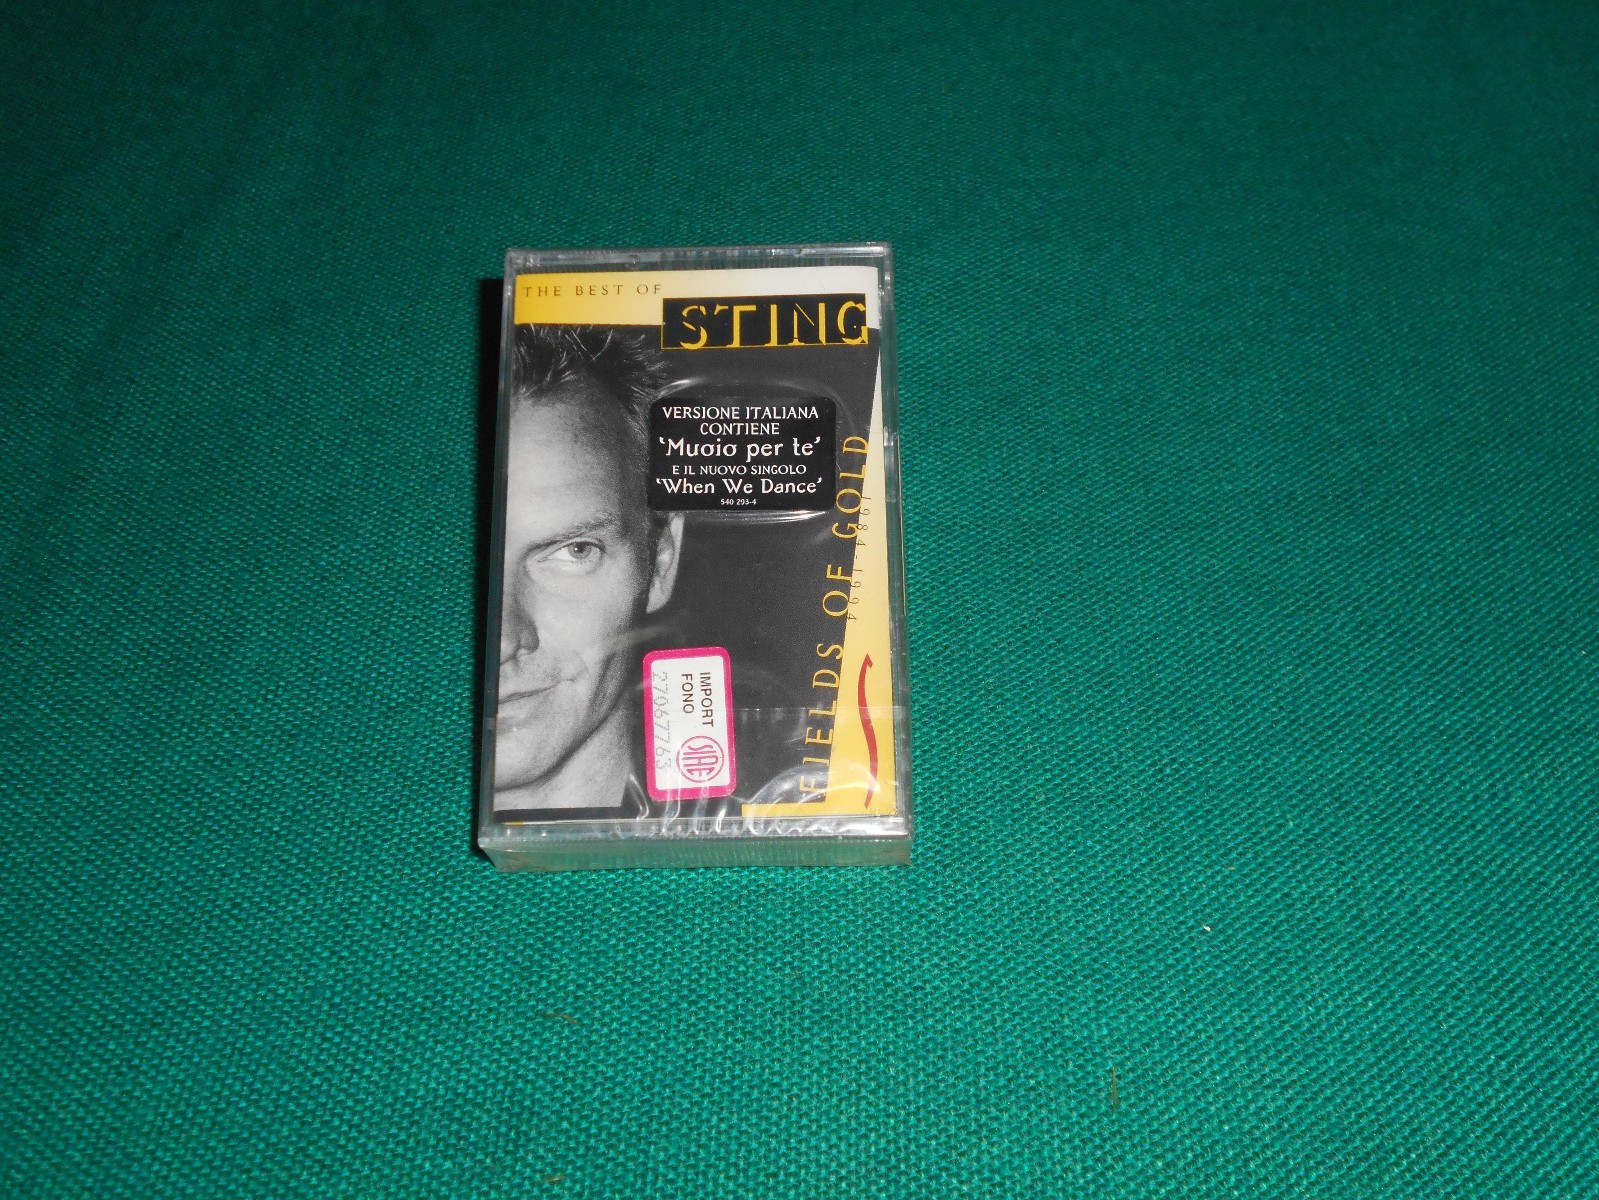 THE BEST OF
STING
VERSIONE ITALIANA
CONTIENE
'Muoio per te'
E IL NUOVO SINGOLO
'When We Dance'
540 293-4
FIELDS OF GOLD
1984-1994
IMPORT
FONO
27067763
SIAE